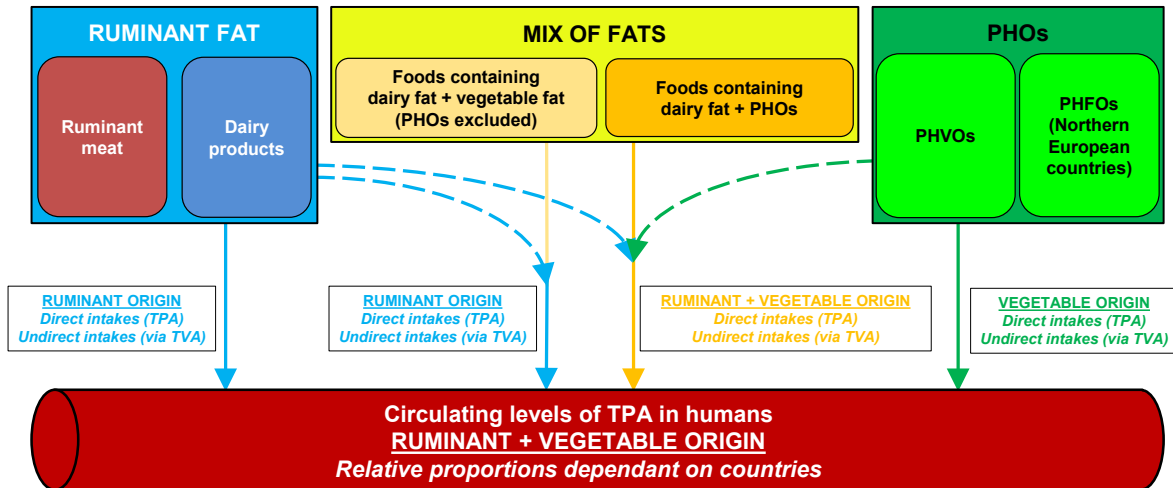 RUMINANT FAT
Ruminant
meat
Dairy
products
MIX OF FATS
Foods containing
dairy fat + vegetable fat
(PHOs excluded)
Foods containing
dairy fat + PHOs
PHOs
PHVOs
PHFOs
(Northern
European
countries)
RUMINANT ORIGIN
Direct intakes (TPA)
Undirect intakes (via TVA)
RUMINANT ORIGIN
Direct intakes (TPA)
Undirect intakes (via TVA)
RUMINANT + VEGETABLE ORIGIN
Direct intakes (TPA)
Undirect intakes (via TVA)
VEGETABLE ORIGIN
Direct intakes (TPA)
Undirect intakes (via TVA)
Circulating levels of TPA in humans
RUMINANT + VEGETABLE ORIGIN
Relative proportions dependant on countries